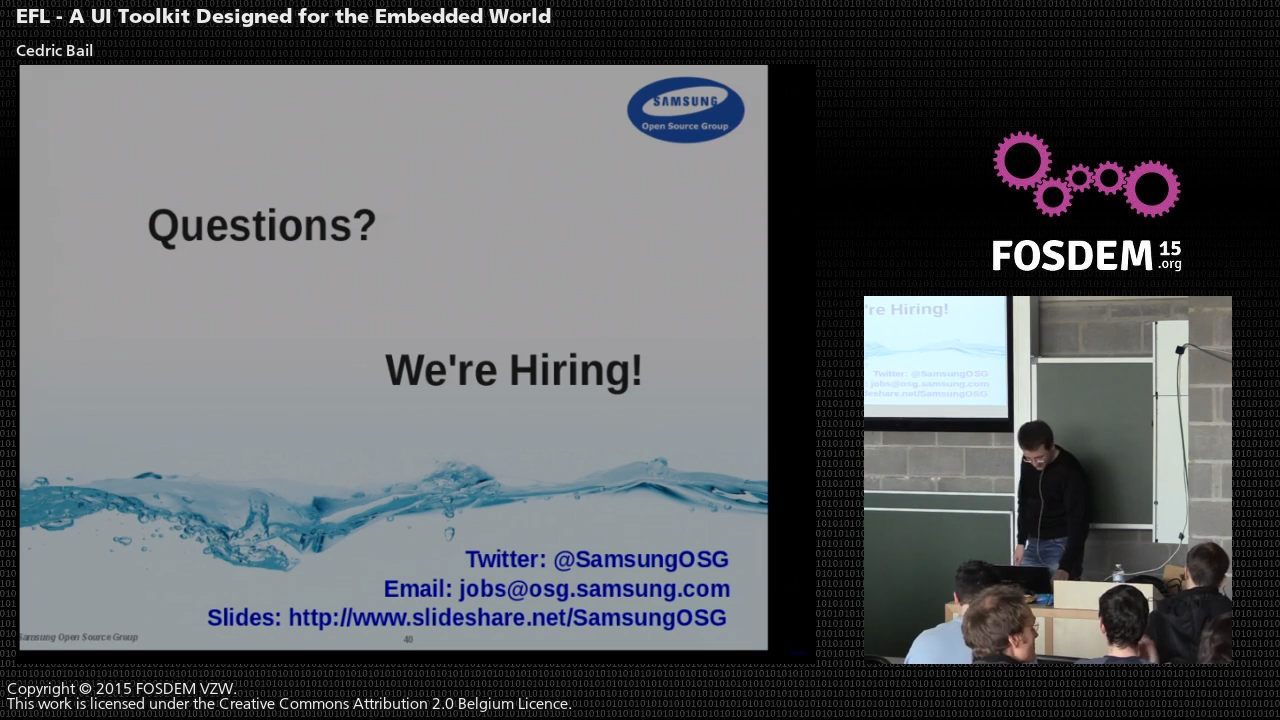 EFL - A UI Toolkit Designed for the Embedded World
Cedric Bail
SAMSUNG
Open Source Group
Questions?
We're Hiring!
Twitter: @SamsungOSG
Email: jobs@osg.samsung.com
Slides: http://www.slideshare.net/SamsungOSG
Samsung Open Source Group
40
FOSDEM 15
.org
're Hiring!
Twitter: @SamsungOSG
jobs@osg.samsung.com
deshare.net/SamsungOSG
Copyright © 2015 FOSDEM VZW.
This work is licensed under the Creative Commons Attribution 2.0 Belgium Licence.